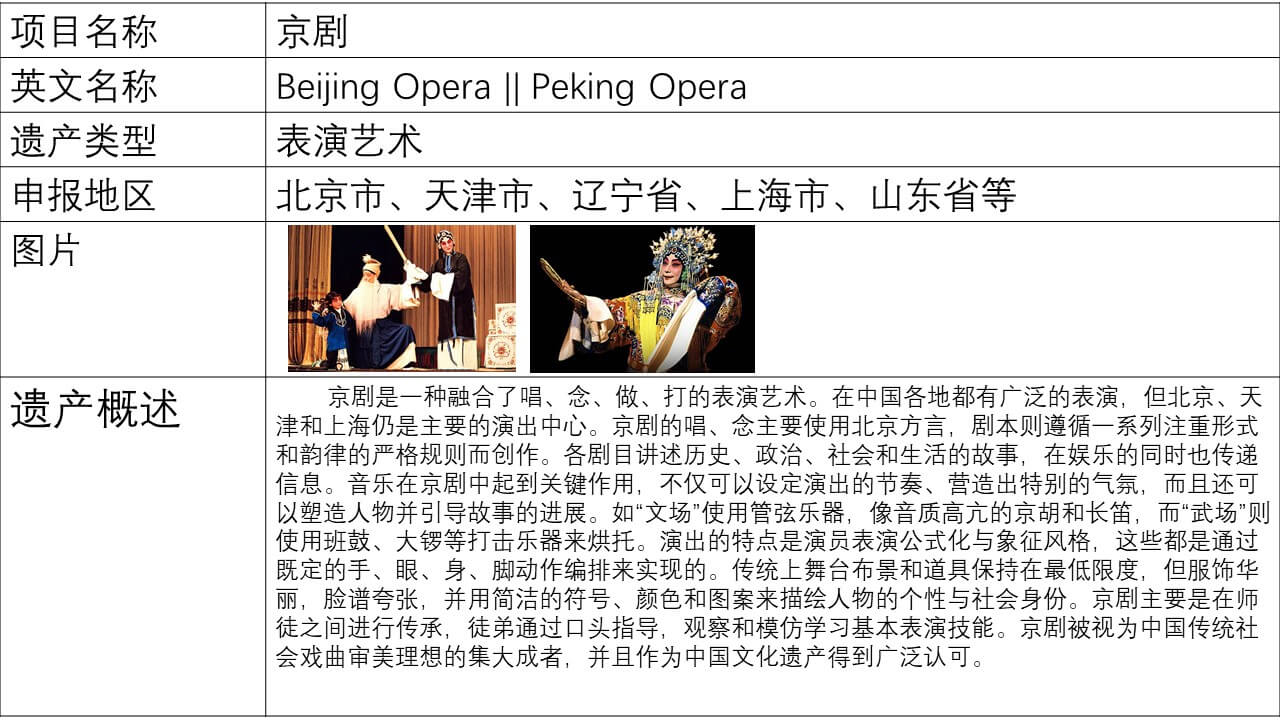 项目名称 京剧
英文名称 Beijing Opera || Peking Opera
遗产类型 表演艺术
申报地区 北京市、天津市、辽宁省、上海市、山东省等
图片
遗产概述
京剧是一种融合了唱、念、做、打的表演艺术。在中国各地都有广泛的表演，但北京、天
津和上海仍是主要的演出中心。京剧的唱、念主要使用北京方言，剧本则遵循一系列注重形式
和韵律的严格规则而创作。各剧目讲述历史、政治、社会和生活的故事，在娱乐的同时也传递
信息。音乐在京剧中起到关键作用，不仅可以设定演出的节奏、营造出特别的气氛，而且还可
以塑造人物并引导故事的进展。如“文场”使用管弦乐器，像音质高亢的京胡和长笛，而“武场”则
使用班鼓、大锣等打击乐器来烘托。演出的特点是演员表演公式化与象征风格，这些都是通过
既定的手、眼、身、脚动作编排来实现的。传统上舞台布景和道具保持在最低限度，但服饰华
丽，脸谱夸张，并用简洁的符号、颜色和图案来描绘人物的个性与社会身份。京剧主要是在师
徒之间进行传承，徒弟通过口头指导，观察和模仿学习基本表演技能。京剧被视为中国传统社
会戏曲审美理想的集大成者，并且作为中国文化遗产得到广泛认可。